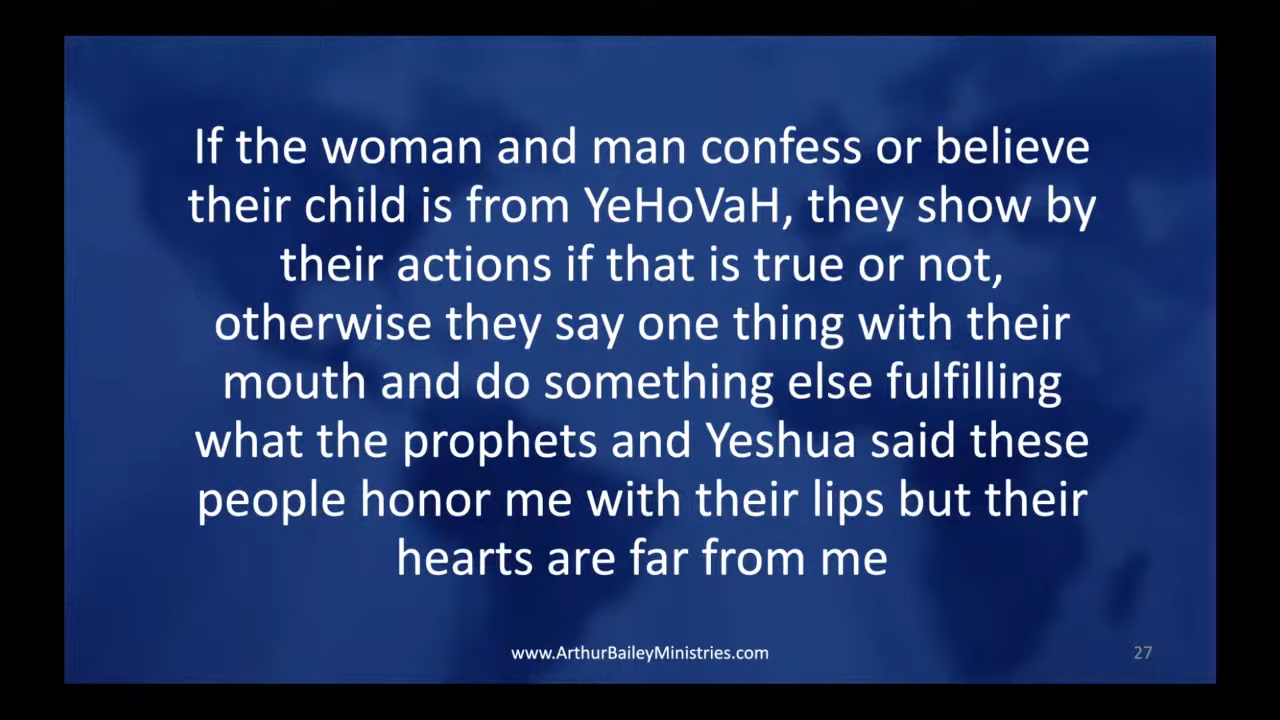 If the woman and man confess or believe
their child is from YeHoVaH, they show by
their actions if that is true or not,
otherwise they say one thing with their
mouth and do something else fulfilling
what the prophets and Yeshua said these
people honor me with their lips but their
hearts are far from me
www.ArthurBaileyMinistries.com
27